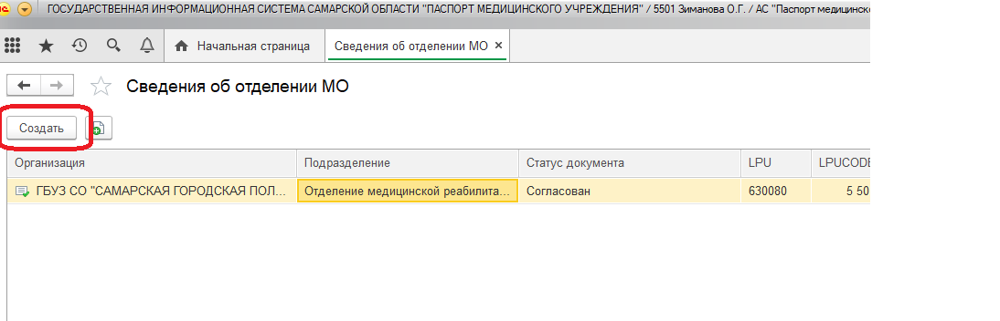 ГОСУДАРСТВЕННАЯ ИНФОРМАЦИОННАЯ СИСТЕМА САМАРСКОЙ ОБЛАСТИ "ПАСПОРТ МЕДИЦИНСКОГО УЧРЕЖДЕНИЯ" / 5501 Зиманова О.Г. / АС "Паспорт медицинск
Начальная страница Сведения об отделении МО ×
Сведения об отделении МО
Создать
Организация Подразделение Статус документа LPU LPUCODE
ГБУЗ СО "САМАРСКАЯ ГОРОДСКАЯ ПОЛ... Отделение медицинской реабилита... Согласован 630080 5 50